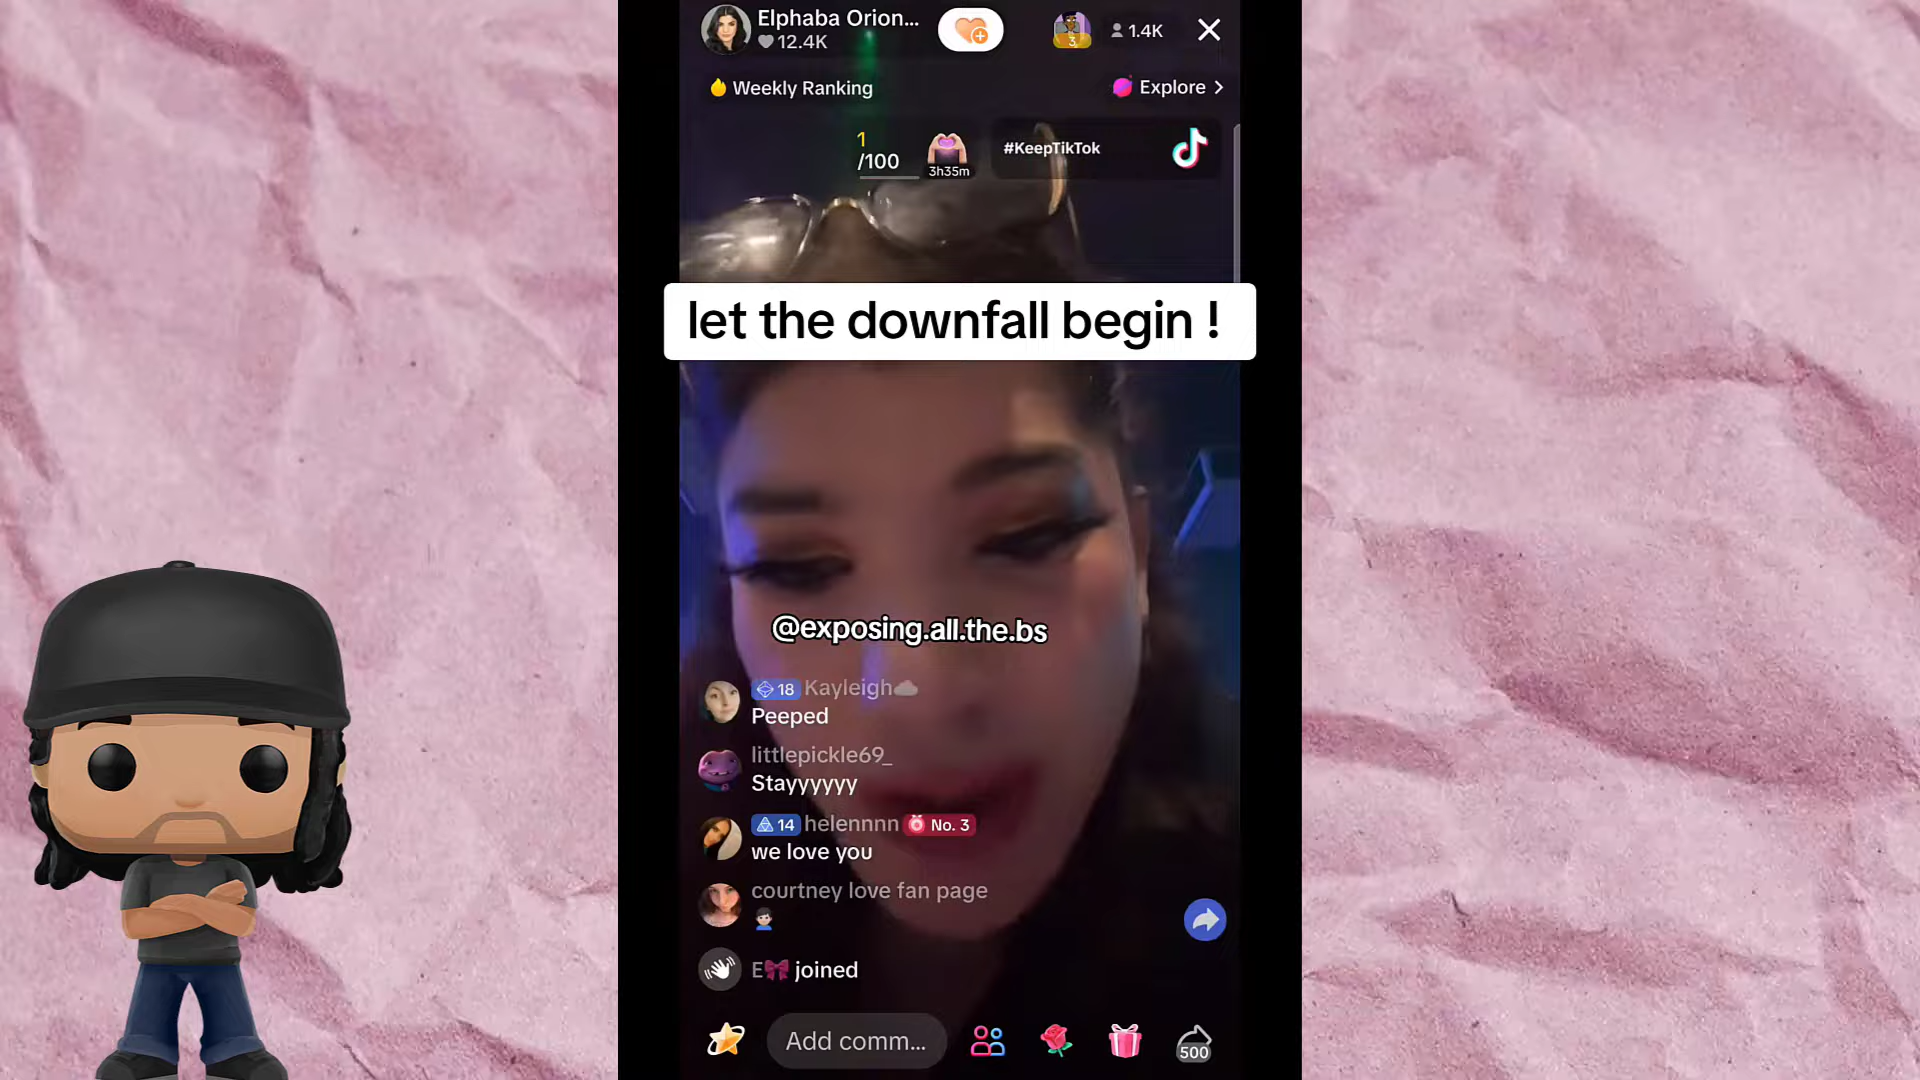 Elphaba Orion...
12.4K
3
1.4K
Weekly Ranking
Explore >
1
/100
3h35m
#KeepTikTok
let the downfall begin !
@exposing.all.the.bs
18 Kayleigh
Peeped
littlepickle69_
Stayyyyyy
14 helennnn No. 3
we love you
courtney love fan page
E joined
Add comm...
500